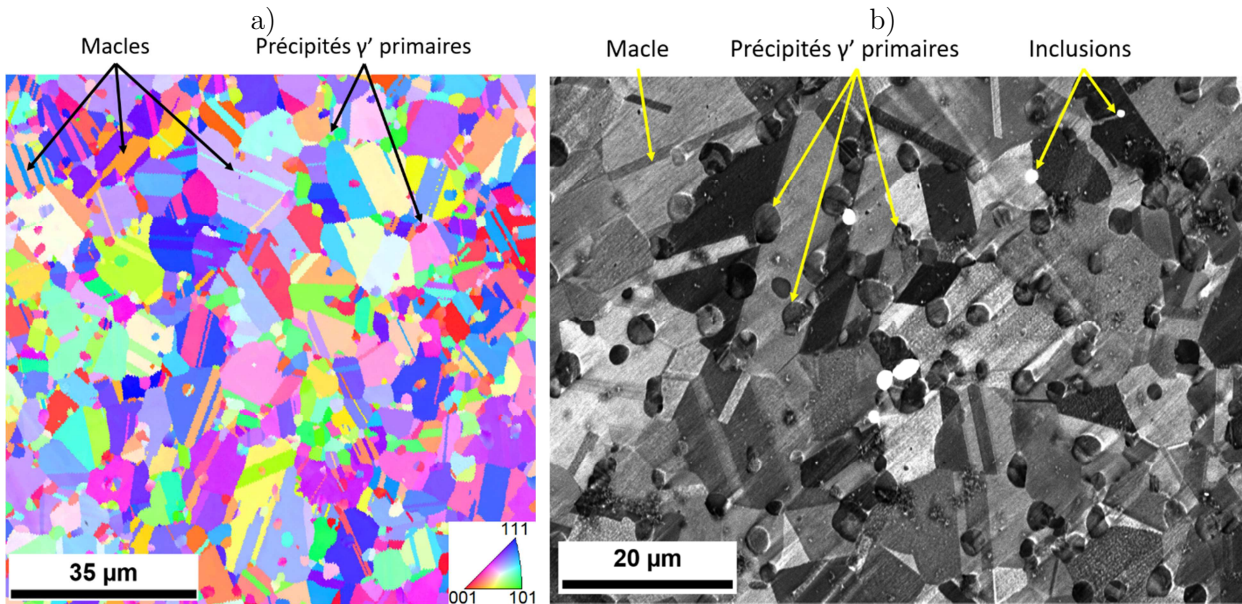 a)
b)
Macles
Précipités γ’ primaires
Macle
Précipités γ’ primaires
Inclusions
111
001
101
35 µm
20 µm